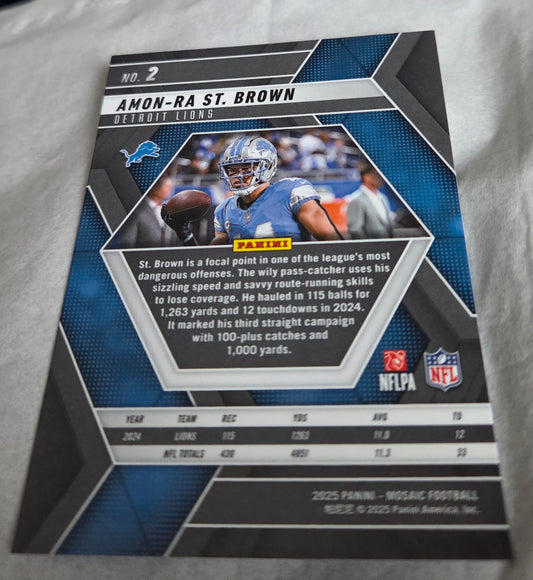 NO. 2
AMON-RA ST. BROWN
DETROIT LIONS
PANINI
St. Brown is a focal point in one of the league's most
dangerous offenses. The wily pass-catcher uses his
sizzling speed and savvy route-running skills
to lose coverage. He hauled in 115 balls for
1,263 yards and 12 touchdowns in 2024.
It marked his third straight campaign
with 100-plus catches and
1,000 yards.
NFLPA
NFL
YEAR TEAM REC YDS AVG TD
2024 LIONS 115 1263 11.0 12
NFL TOTALS 430 4851 11.3 33
2025 PANINI – MOSAIC FOOTBALL
© 2025 Panini America, Inc.